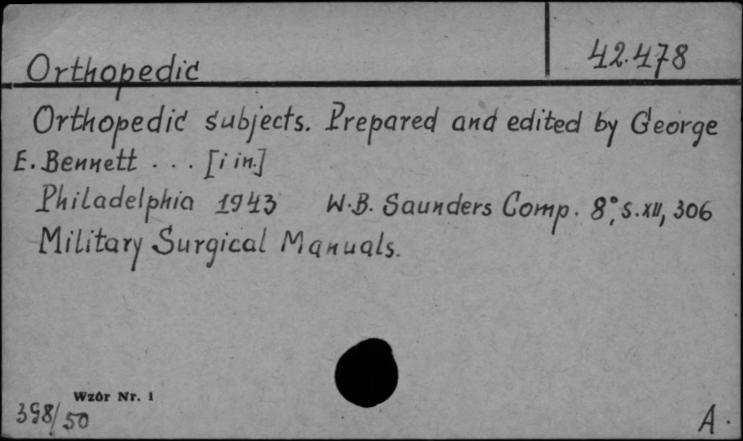 Orthopedic
42.478
Orthopedic subjects. Prepared and edited by George
E. Bennett . . . [i in.]
Philadelphia 1943 W.B. Saunders Comp. 8°, s. XII, 306
Military Surgical Manuals.
Wzór Nr. 1
398/50
A.